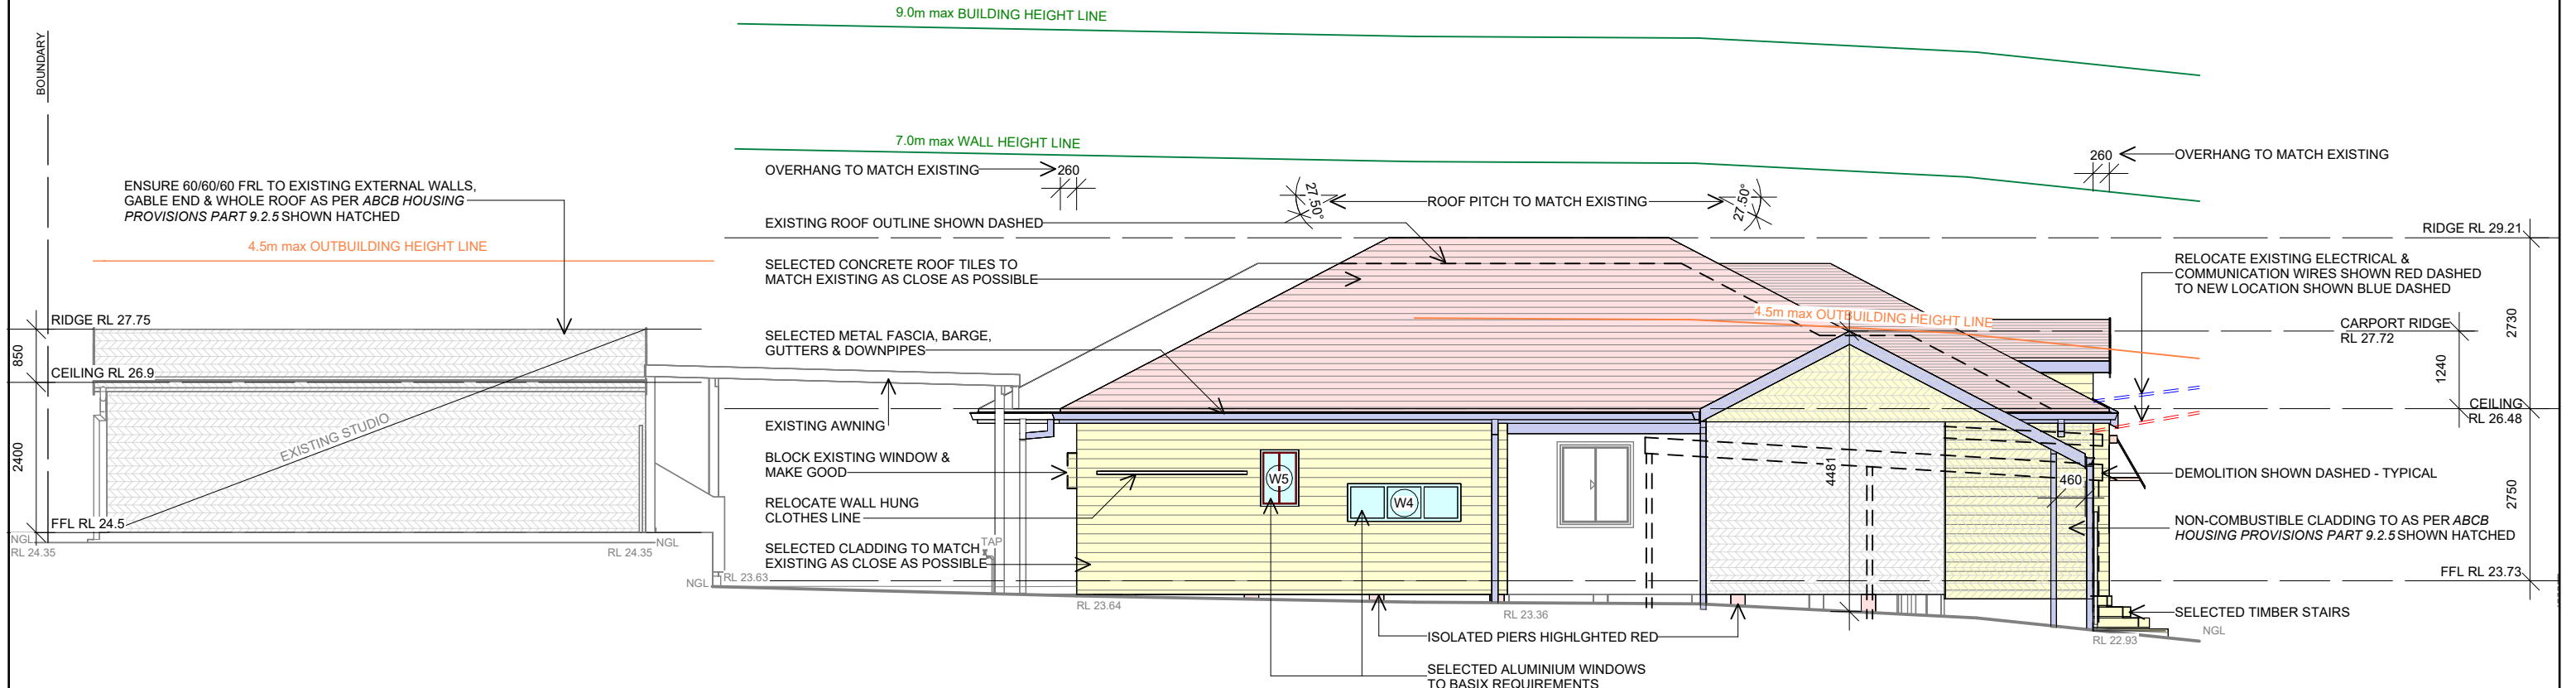 9.0m max BUILDING HEIGHT LINE
BOUNDARY
7.0m max WALL HEIGHT LINE
OVERHANG TO MATCH EXISTING
260
260
OVERHANG TO MATCH EXISTING
ENSURE 60/60/60 FRL TO EXISTING EXTERNAL WALLS,
GABLE END & WHOLE ROOF AS PER ABCB HOUSING
PROVISIONS PART 9.2.5 SHOWN HATCHED
27.50°
ROOF PITCH TO MATCH EXISTING
27.50°
EXISTING ROOF OUTLINE SHOWN DASHED
RIDGE RL 29.21
4.5m max OUTBUILDING HEIGHT LINE
SELECTED CONCRETE ROOF TILES TO
MATCH EXISTING AS CLOSE AS POSSIBLE
RELOCATE EXISTING ELECTRICAL &
COMMUNICATION WIRES SHOWN RED DASHED
TO NEW LOCATION SHOWN BLUE DASHED
4.5m max OUTBUILDING HEIGHT LINE
RIDGE RL 27.75
SELECTED METAL FASCIA, BARGE,
GUTTERS & DOWNPIPES
CARPORT RIDGE
RL 27.72
2730
850
1240
CEILING RL 26.9
CEILING
RL 26.48
EXISTING AWNING
EXISTING STUDIO
2400
BLOCK EXISTING WINDOW &
MAKE GOOD
W5
W4
4481
460
DEMOLITION SHOWN DASHED - TYPICAL
2750
RELOCATE WALL HUNG
CLOTHES LINE
FFL RL 24.5
NGL
RL 24.35
RL 24.35
NGL
NON-COMBUSTIBLE CLADDING TO AS PER ABCB
HOUSING PROVISIONS PART 9.2.5 SHOWN HATCHED
TAP
SELECTED CLADDING TO MATCH
EXISTING AS CLOSE AS POSSIBLE
NGL
RL 23.63
FFL RL 23.73
RL 23.64
RL 23.36
SELECTED TIMBER STAIRS
ISOLATED PIERS HIGHLGHTED RED
NGL
RL 22.93
SELECTED ALUMINIUM WINDOWS
TO BASIX REQUIREMENTS